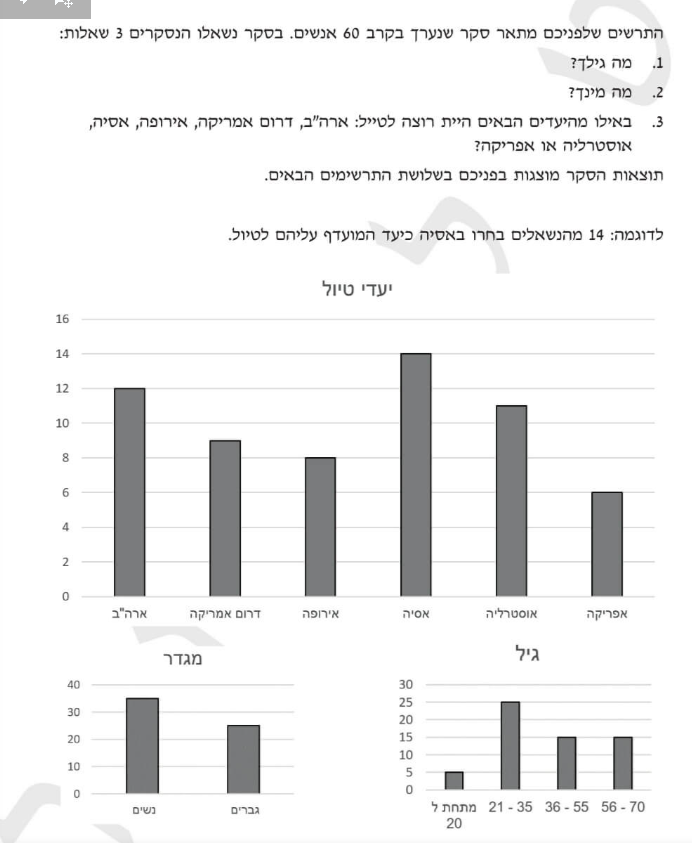 התרשים שלפניכם מתאר סקר שנערך בקרב 60 אנשים. בסקר נשאלו הנסקרים 3 שאלות:
1. מה גילך?
2. מה מינך?
3. באילו מהיעדים הבאים היית רוצה לטייל: ארה"ב, דרום אמריקה, אירופה, אסיה,
אוסטרליה או אפריקה?
תוצאות הסקר מוצגות בפניכם בשלושת התרשימים הבאים.
לדוגמה: 14 מהנשאלים בחרו באסיה כיעד המועדף עליהם לטיול.
יעדי טיול
16
14
12
10
8
6
4
2
0
ארה"ב
דרום אמריקה
אירופה
אסיה
אוסטרליה
אפריקה
מגדר
40
30
20
10
0
נשים
גברים
גיל
30
25
20
15
10
5
0
מתחת ל
20
21 - 35
36 - 55
56 - 70